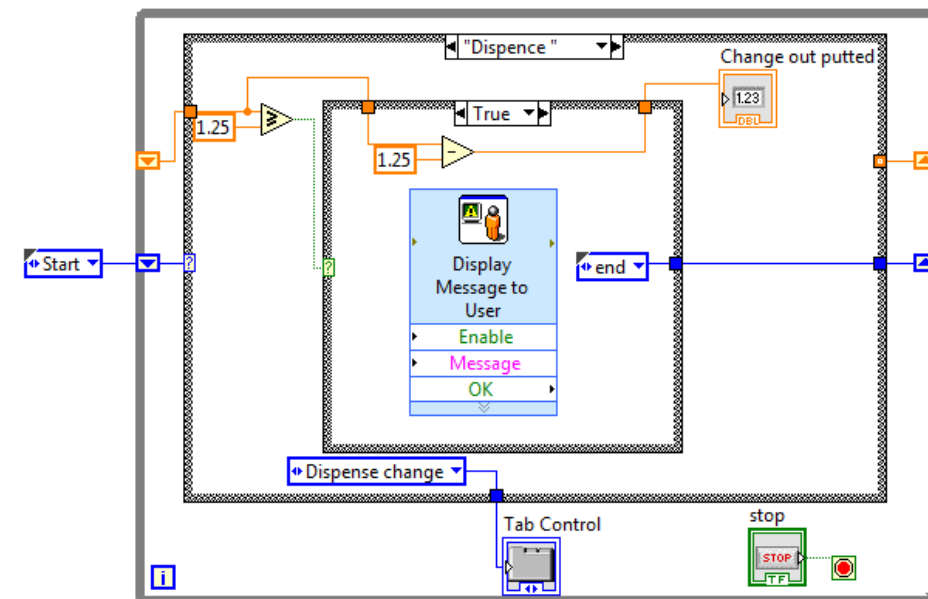 "Dispence "
Change out putted
1.23
DBL
1.25
True
1.25
Start
?
?
Display
Message to
User
end
Enable
Message
OK
Dispense change
Tab Control
stop
STOP
TF
i